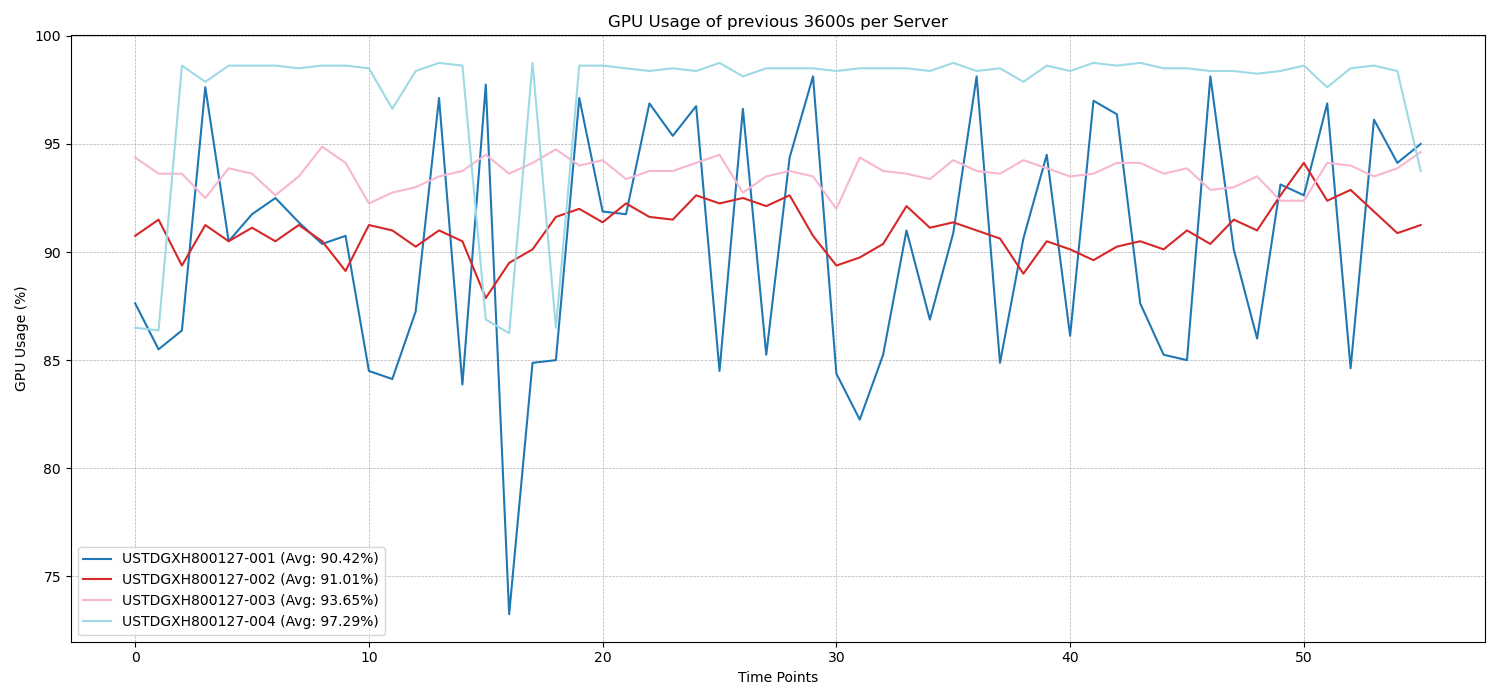 GPU Usage of previous 3600s per Server
GPU Usage (%)
100
95
90
85
80
75
USTDGXH800127-001 (Avg: 90.42%)
USTDGXH800127-002 (Avg: 91.01%)
USTDGXH800127-003 (Avg: 93.65%)
USTDGXH800127-004 (Avg: 97.29%)
0 10 20 30 40 50
Time Points